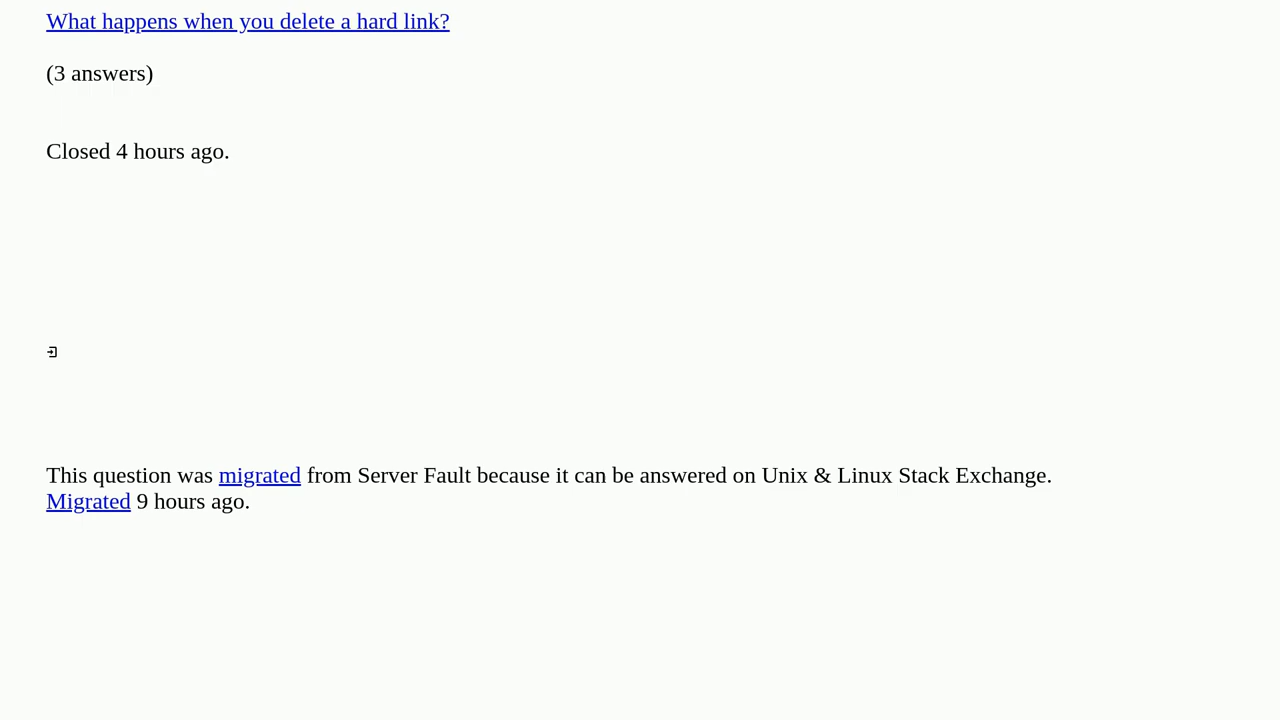 What happens when you delete a hard link?
(3 answers)
Closed 4 hours ago.
This question was migrated from Server Fault because it can be answered on Unix & Linux Stack Exchange.
Migrated 9 hours ago.